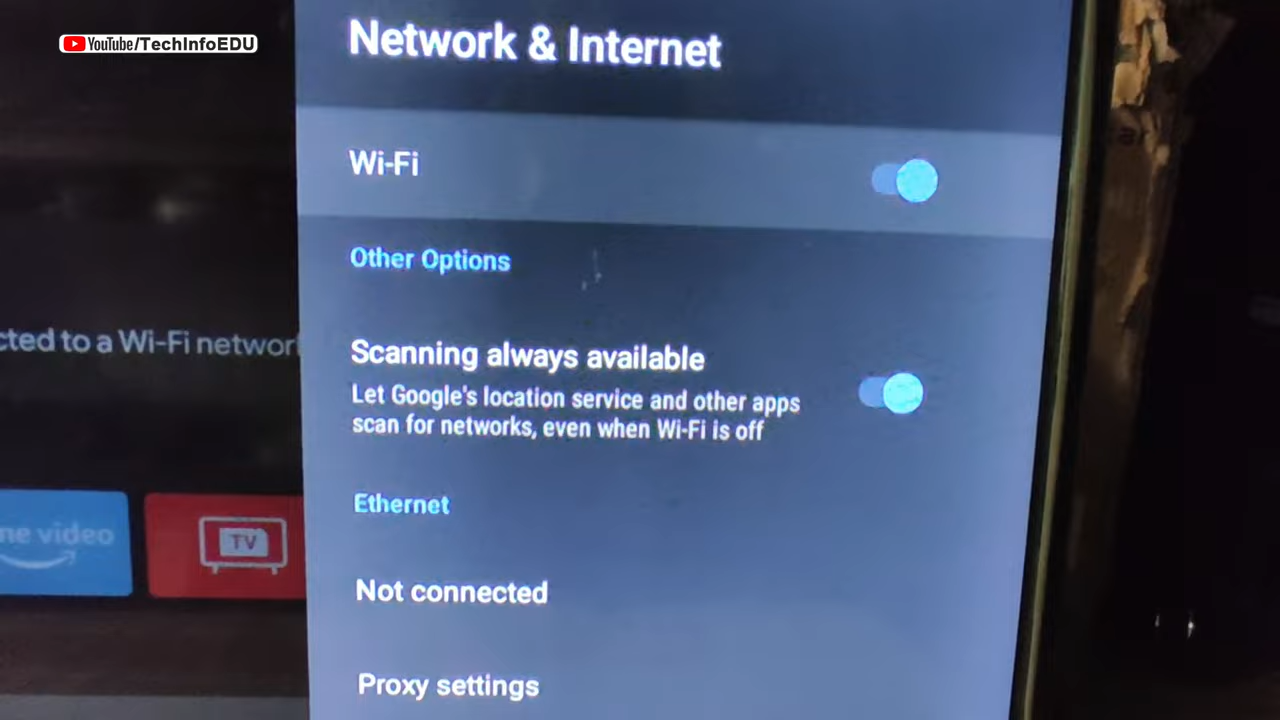 YouTube/TechInfoEDU
Network & Internet
Wi-Fi
Other Options
cted to a Wi-Fi networ
Scanning always available
Let Google's location service and other apps
scan for networks, even when Wi-Fi is off
Ethernet
ne video
TV
Not connected
Proxy settings